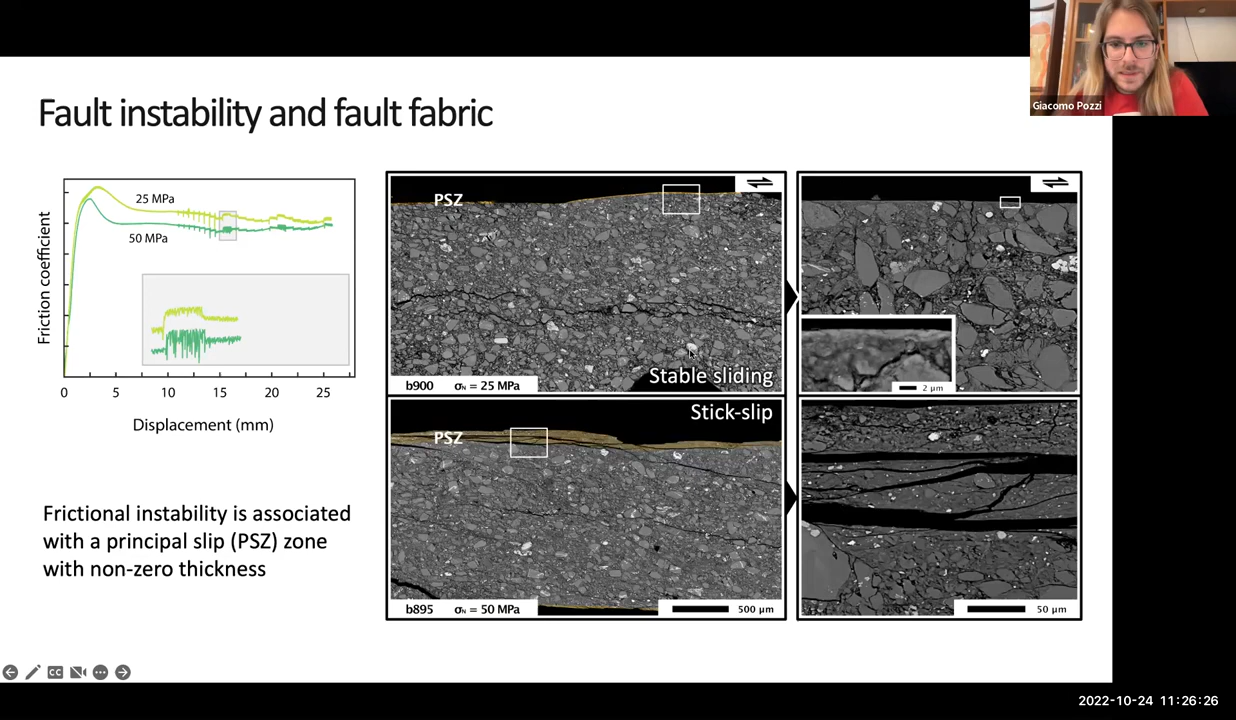 Giacomo Pozzi
Fault instability and fault fabric
25 MPa
50 MPa
Friction coefficient
0 5 10 15 20 25
Displacement (mm)
Frictional instability is associated
with a principal slip (PSZ) zone
with non-zero thickness
PSZ
Stable sliding
b900 σN = 25 MPa
2 μm
Stick-slip
PSZ
b895 σN = 50 MPa
500 μm
50 μm
CC
2022-10-24 11:26:26